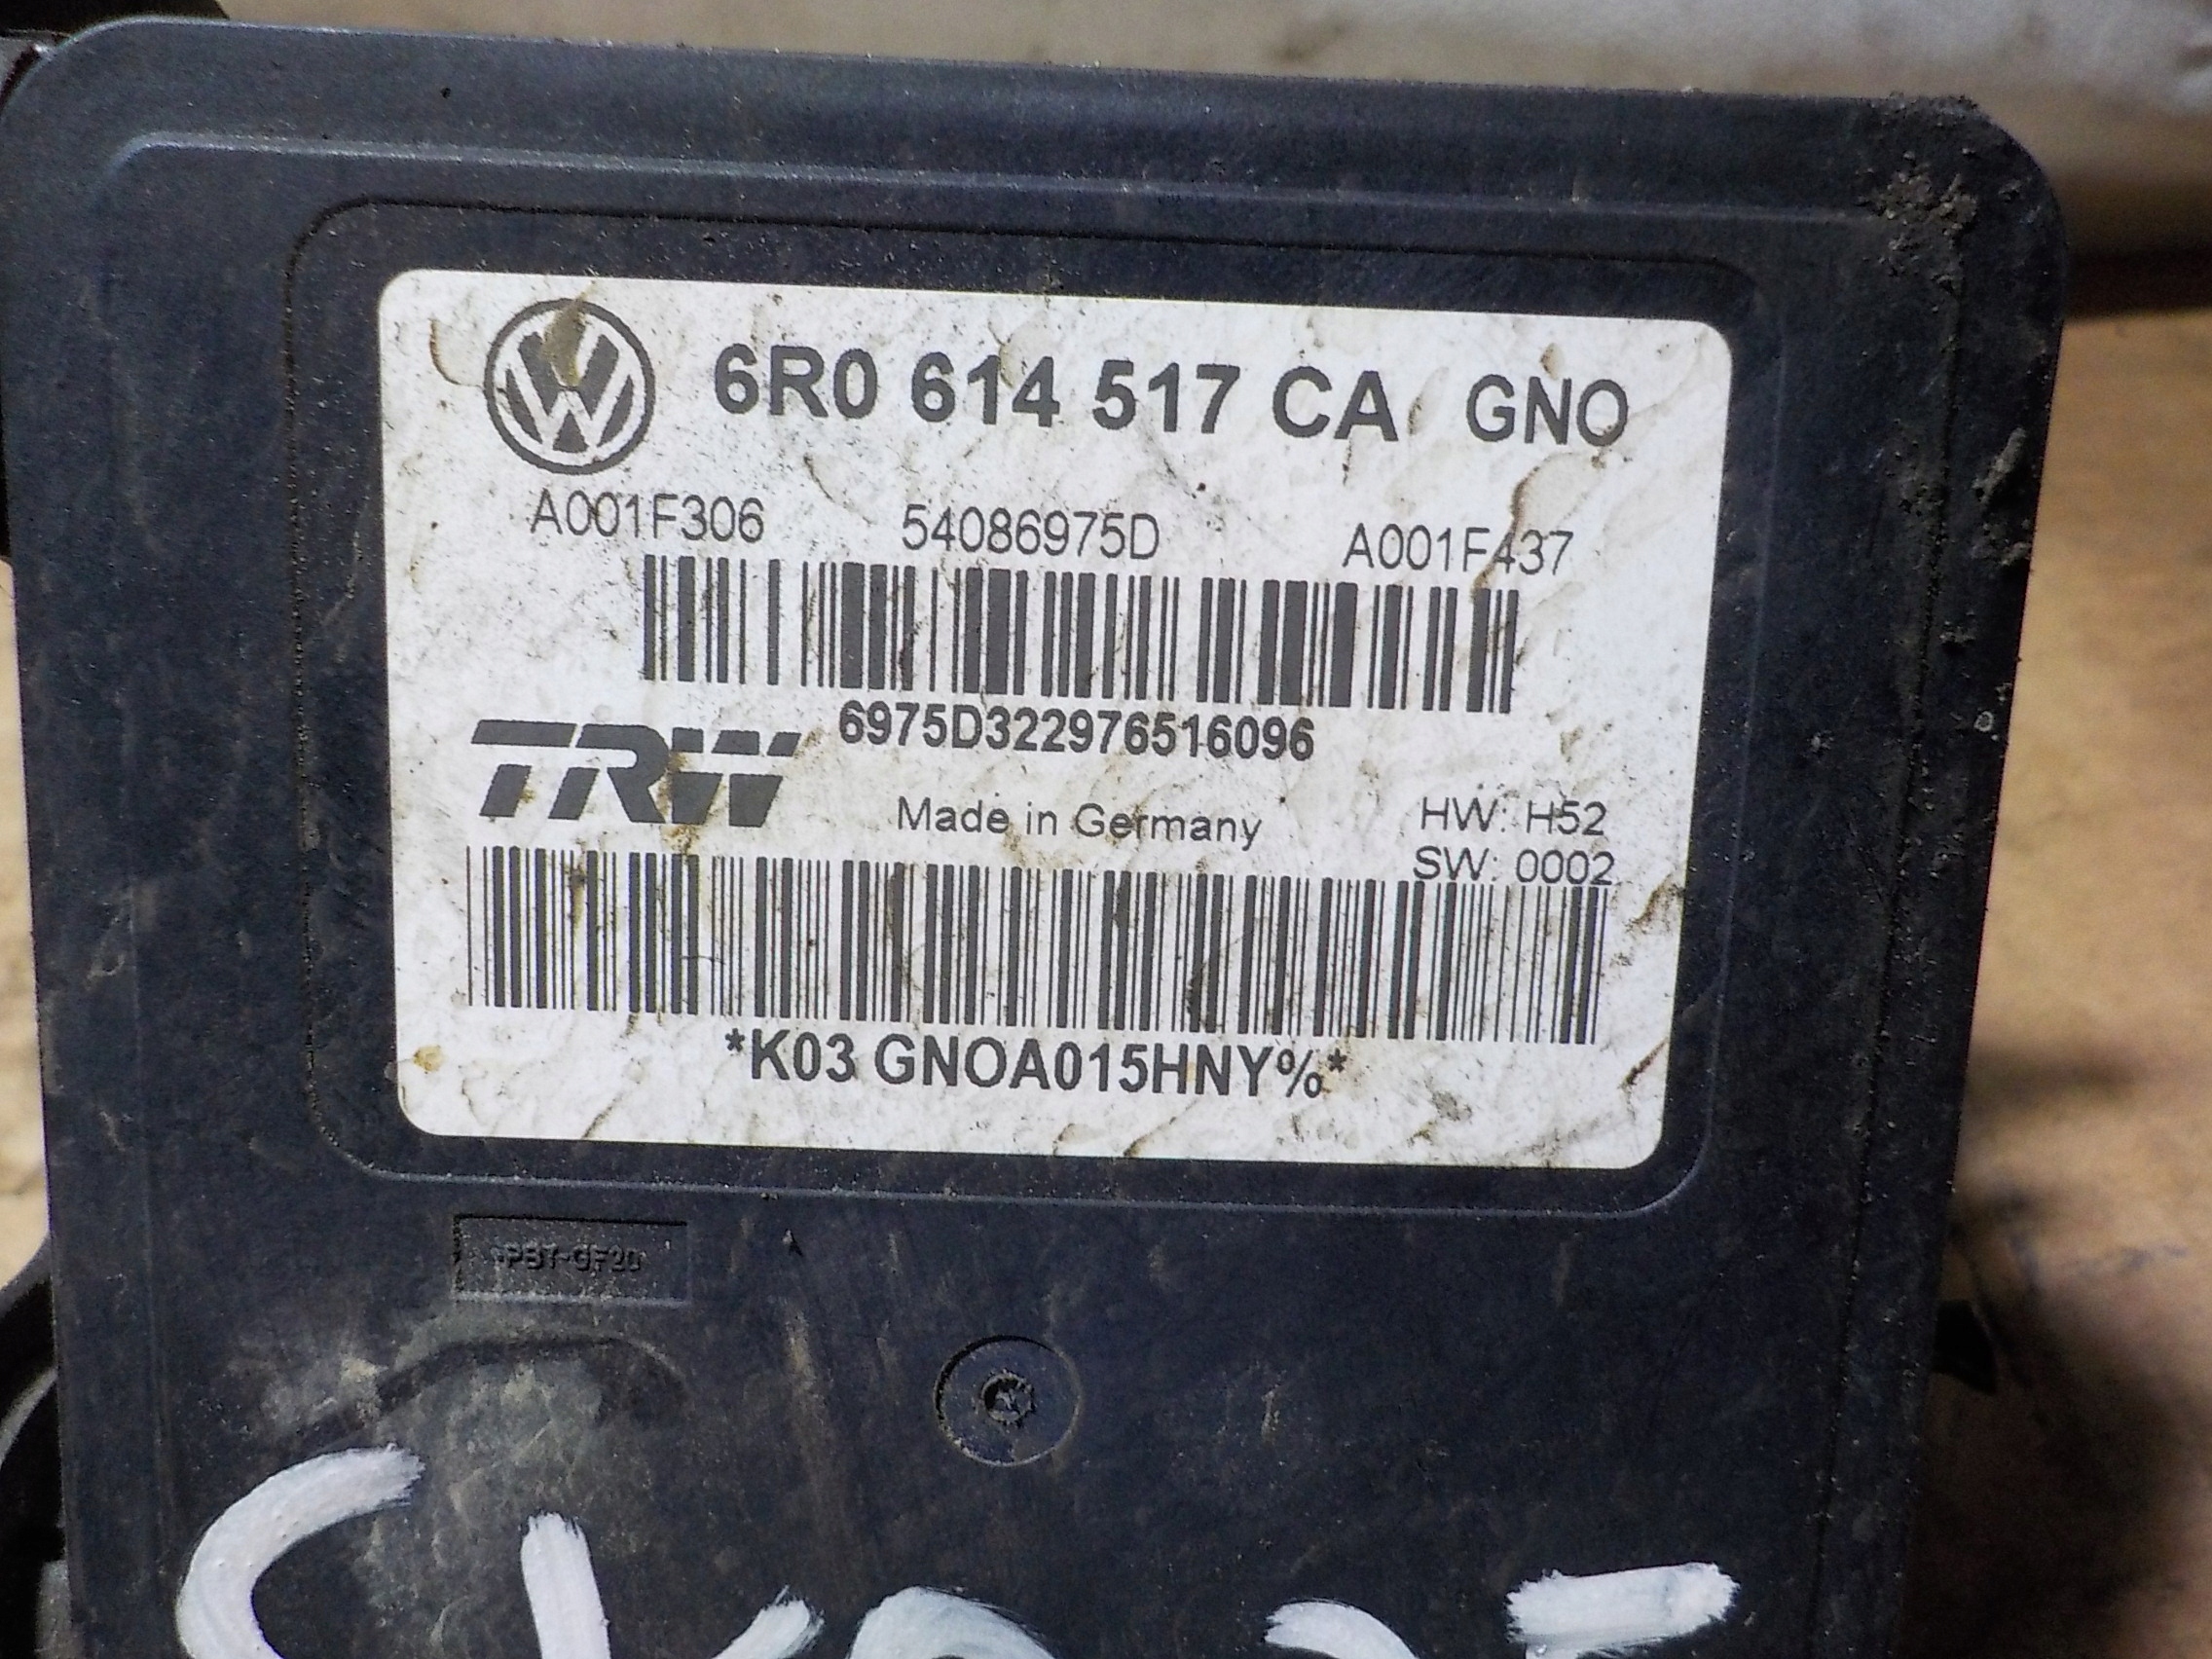 6R0 614 517 CA GNO
A001F306 54086975D A001F437
6975D322976516096
TRW
Made in Germany HW: H52
SW: 0002
*K03 GNOA015HNY%*
PBT-GF20